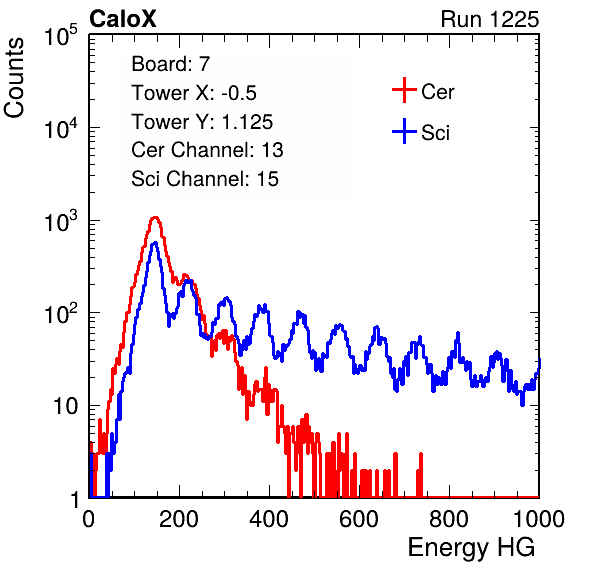 CaloX Run 1225
Counts
10^5
10^4
10^3
10^2
10
1
Board: 7
Tower X: -0.5
Tower Y: 1.125
Cer Channel: 13
Sci Channel: 15
Cer
Sci
0 200 400 600 800 1000
Energy HG